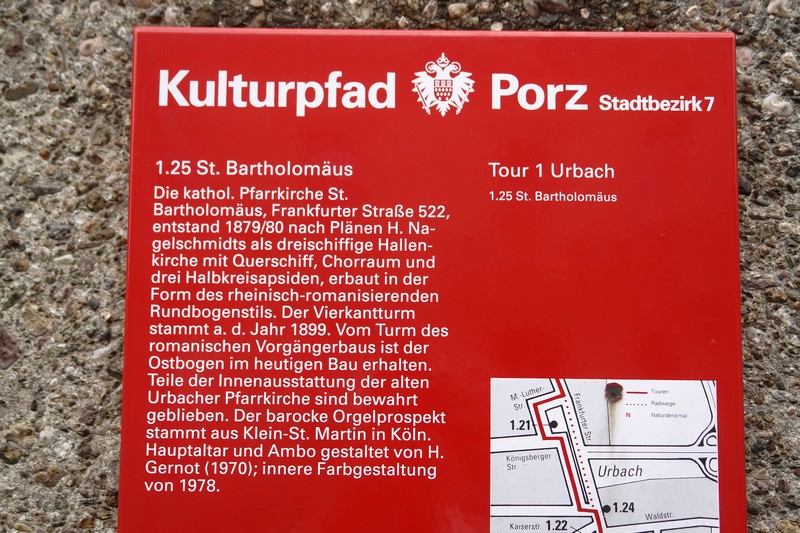 Kulturpfad Porz Stadtbezirk 7
1.25 St. Bartholomäus
Die kathol. Pfarrkirche St.
Bartholomäus, Frankfurter Straße 522,
entstand 1879/80 nach Plänen H. Na-
gelschmidts als dreischiffige Hallen-
kirche mit Querschiff, Chorraum und
drei Halbkreisapsiden, erbaut in der
Form des rheinisch-romanisierenden
Rundbogenstils. Der Vierkantturm
stammt a. d. Jahr 1899. Vom Turm des
romanischen Vorgängerbaus ist der
Ostbogen im heutigen Bau erhalten.
Teile der Innenausstattung der alten
Urbacher Pfarrkirche sind bewahrt
geblieben. Der barocke Orgelprospekt
stammt aus Klein-St. Martin in Köln.
Hauptaltar und Ambo gestaltet von H.
Gernot (1970); innere Farbgestaltung
von 1978.
Tour 1 Urbach
1.25 St. Bartholomäus
M.-Luther-
Str.
Frankfurter Str.
Touren
Radwege
N Naturdenkmal
1.21
Königsberger
Str.
Urbach
1.24
Waldstr.
Kaiserstr. 1.22